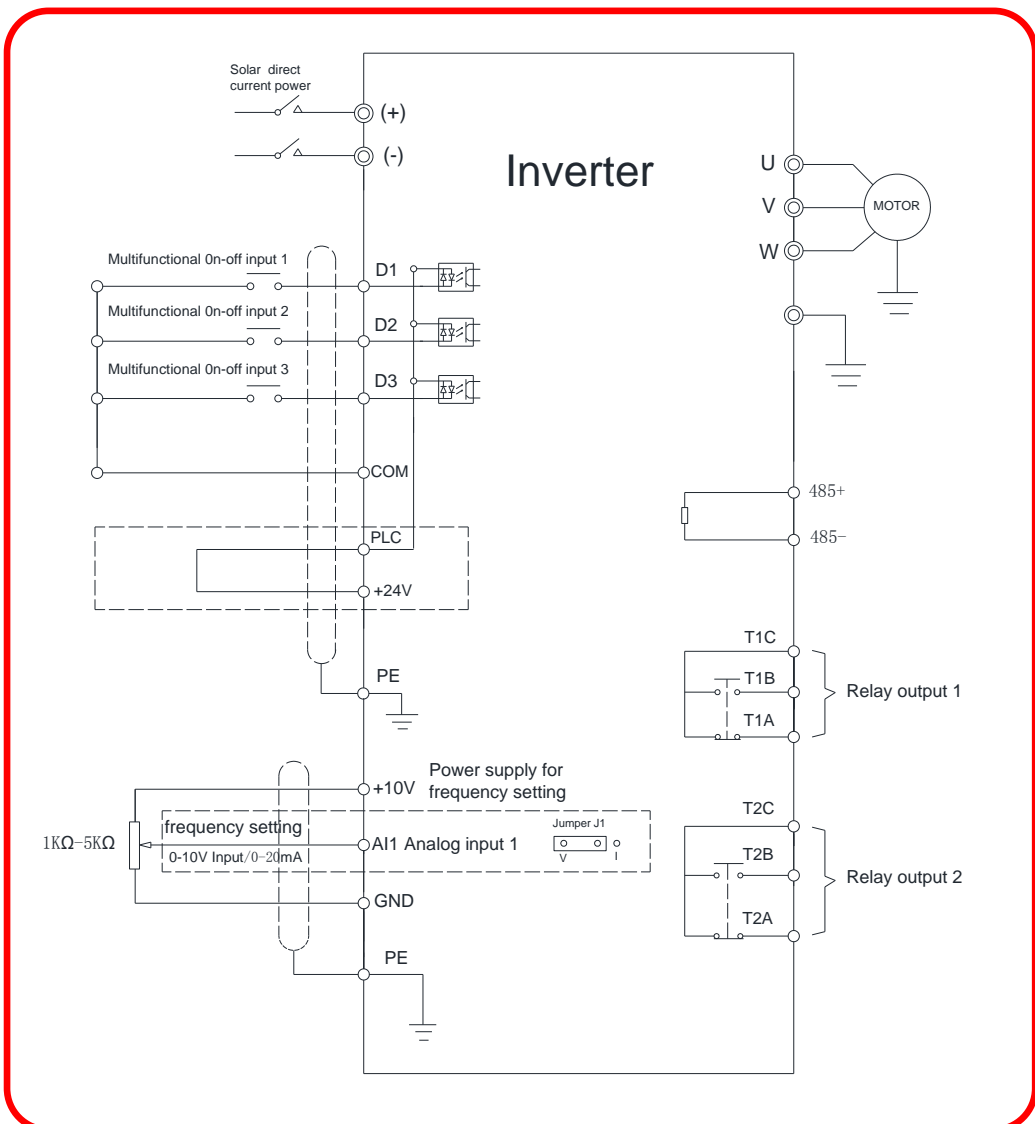 Solar direct
current power
(+)
(-)
Inverter
U
V
W
MOTOR
Multifunctional 0n-off input 1
D1
Multifunctional 0n-off input 2
D2
Multifunctional 0n-off input 3
D3
COM
PLC
+24V
PE
485+
485-
T1C
T1B
T1A
Relay output 1
+10V
Power supply for
frequency setting
1KΩ-5KΩ
frequency setting
0-10V Input/0-20mA
AI1 Analog input 1
Jumper J1
V
I
GND
PE
T2C
T2B
T2A
Relay output 2